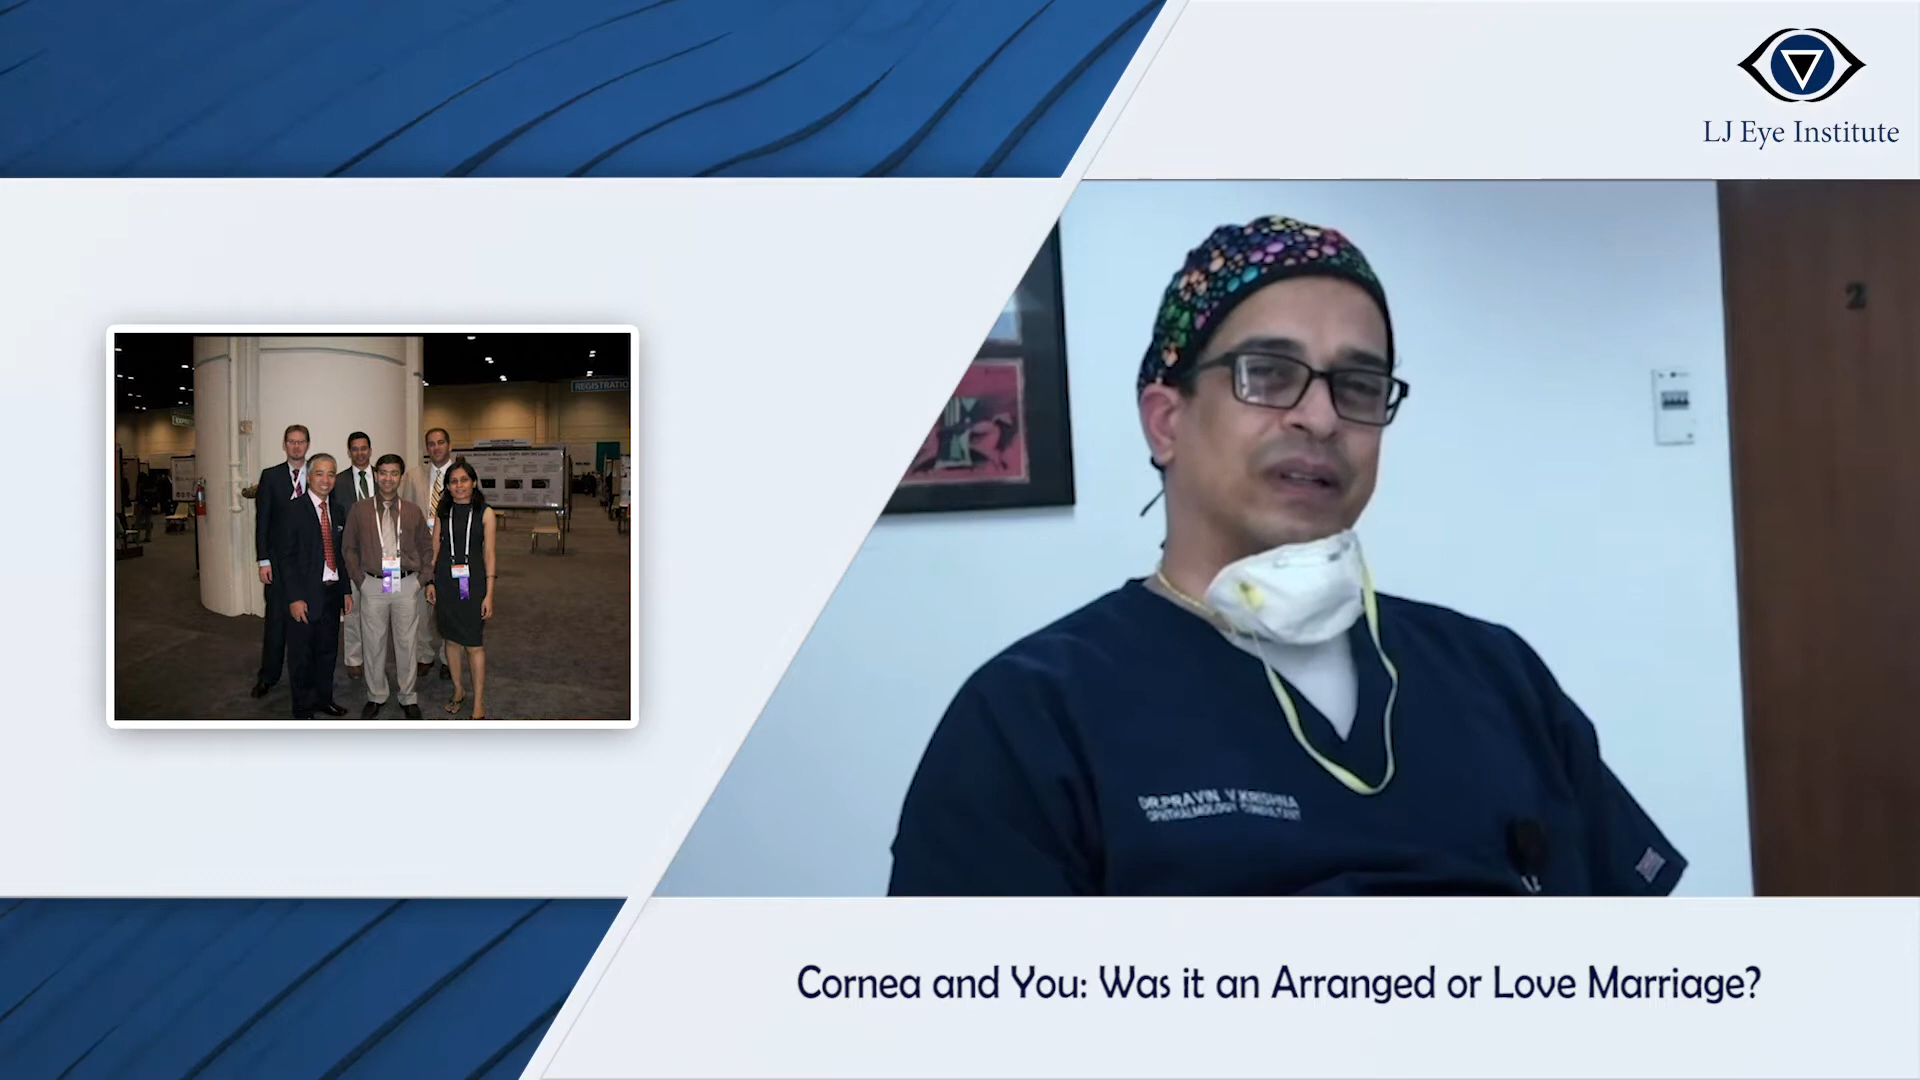 LJ Eye Institute
REGISTRATIO
2
DR.PRAVIN V KRISHNA
OPHTHALMOLOGY CONSULTANT
Cornea and You: Was it an Arranged or Love Marriage?